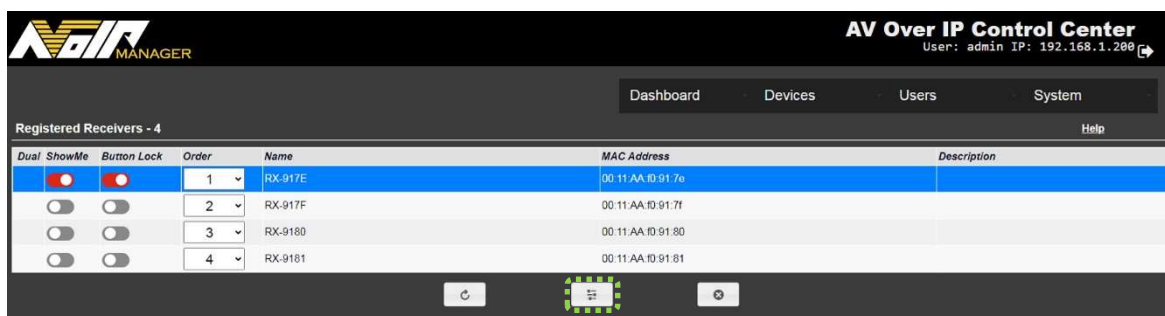 AVoIP MANAGER
AV Over IP Control Center
User: admin IP: 192.168.1.200
Dashboard Devices Users System
Registered Receivers - 4 Help
Dual ShowMe Button Lock Order Name MAC Address Description
1 RX-917E 00:11:AA:f0:91:7e
2 RX-917F 00:11:AA:f0:91:7f
3 RX-9180 00:11:AA:f0:91:80
4 RX-9181 00:11:AA:f0:91:81